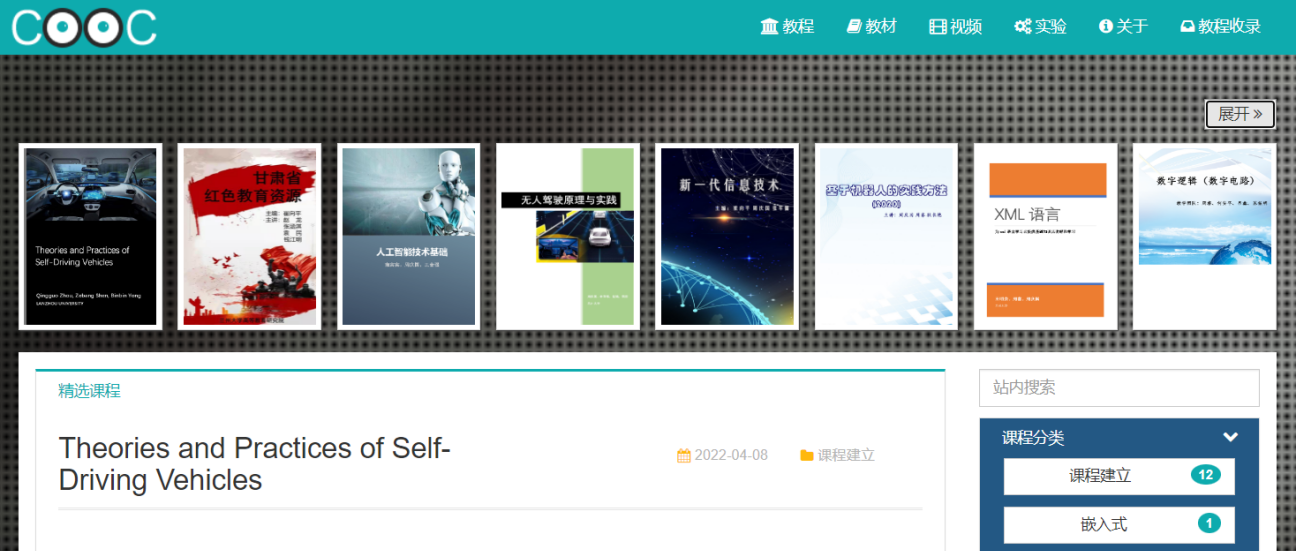 COOC
教程
教材
视频
实验
关于
教程收录
展开
Theories and Practices of
Self-Driving Vehicles
Qingguo Zhou, Zebang Shen, Binbin Yong
LANZHOU UNIVERSITY
甘肃省
红色教育资源
人工智能技术基础
无人驾驶原理与实践
新一代信息技术
基于机器人的实践方法
(2020)
XML 语言
数字逻辑（数字电路）
精选课程
Theories and Practices of Self-
Driving Vehicles
2022-04-08
课程建立
站内搜索
课程分类
课程建立
12
嵌入式
1